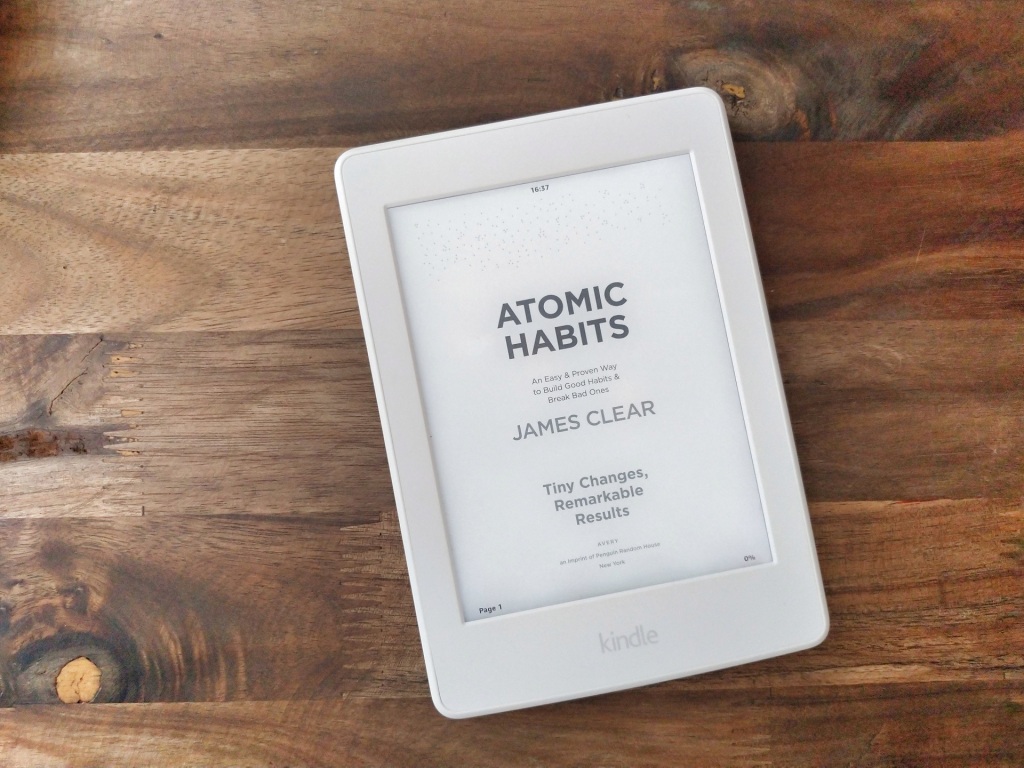 16:37
ATOMIC
HABITS
An Easy & Proven Way
to Build Good Habits &
Break Bad Ones
JAMES CLEAR
Tiny Changes,
Remarkable
Results
AVERY
an imprint of Penguin Random House
New York
Page 1
0%
kindle